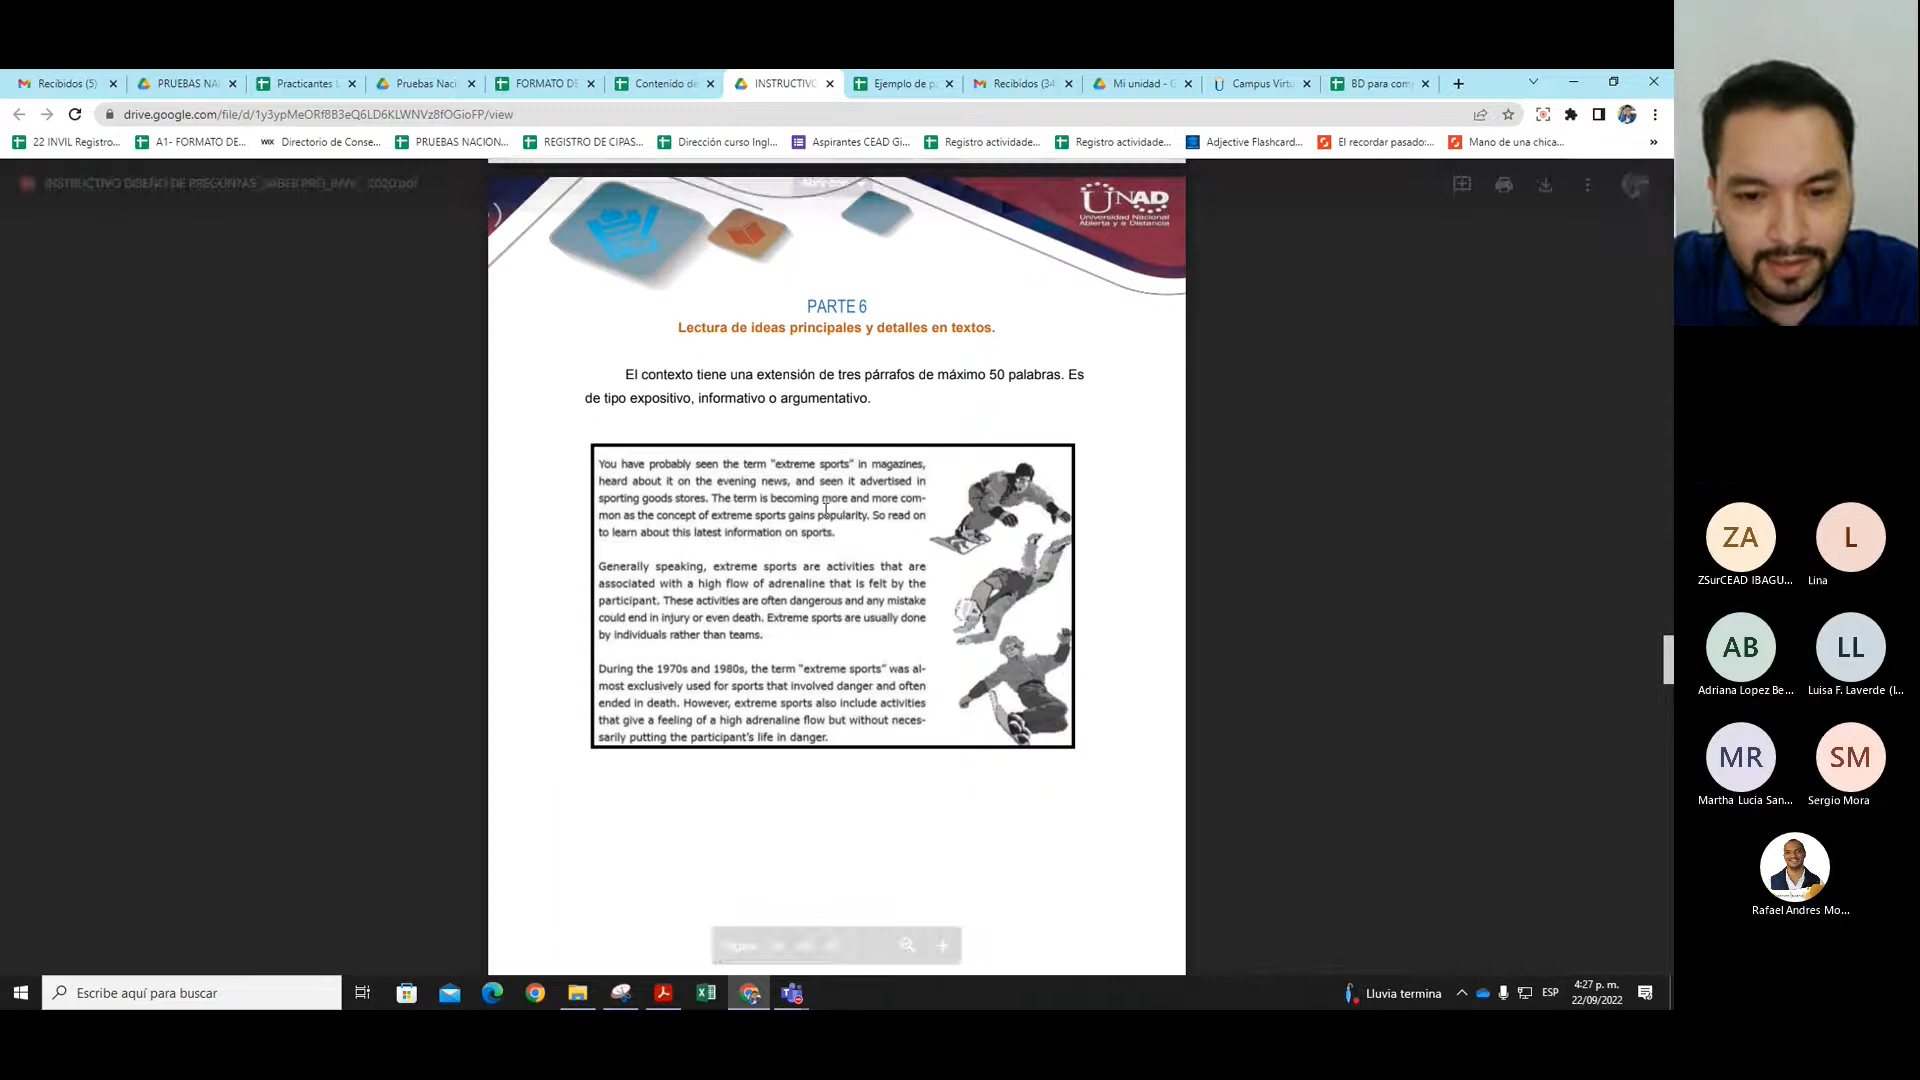 Recibidos (5)
PRUEBAS NA
Practicantes L
Pruebas Naci
FORMATO DE
Contenido de
INSTRUCTIVO
Ejemplo de p
Recibidos (34
Mi unidad - G
Campus Virtu
BD para com
drive.google.com/file/d/1y3ypMeORf8B3eQ6LD6KLWNVz8fOGioFP/view
22 INVIL Registro...
A1- FORMATO DE...
WIX Directorio de Conse...
PRUEBAS NACION...
REGISTRO DE CIPAS...
Dirección curso Ingl...
Aspirantes CEAD Gi...
Registro actividade...
Registro actividade...
Adjective Flashcard...
El recordar pasado:...
Mano de una chica...
»
UNAD
Universidad Nacional
Abierta y a Distancia
PARTE 6
Lectura de ideas principales y detalles en textos.
El contexto tiene una extensión de tres párrafos de máximo 50 palabras. Es
de tipo expositivo, informativo o argumentativo.
You have probably seen the term "extreme sports" in magazines,
heard about it on the evening news, and seen it advertised in
sporting goods stores. The term is becoming more and more com-
mon as the concept of extreme sports gains popularity. So read on
to learn about this latest information on sports.
Generally speaking, extreme sports are activities that are
associated with a high flow of adrenaline that is felt by the
participant. These activities are often dangerous and any mistake
could end in injury or even death. Extreme sports are usually done
by individuals rather than teams.
During the 1970s and 1980s, the term "extreme sports" was al-
most exclusively used for sports that involved danger and often
ended in death. However, extreme sports also include activities
that give a feeling of a high adrenaline flow but without neces-
sarily putting the participant's life in danger.
ZA
L
ZSurCEAD IBAGU...
Lina
AB
LL
Adriana Lopez Be...
Luisa F. Laverde (I...
MR
SM
Martha Lucia San...
Sergio Mora
Rafael Andres Mo...
Escribe aquí para buscar
Lluvia termina
ESP
4:27 p. m.
22/09/2022